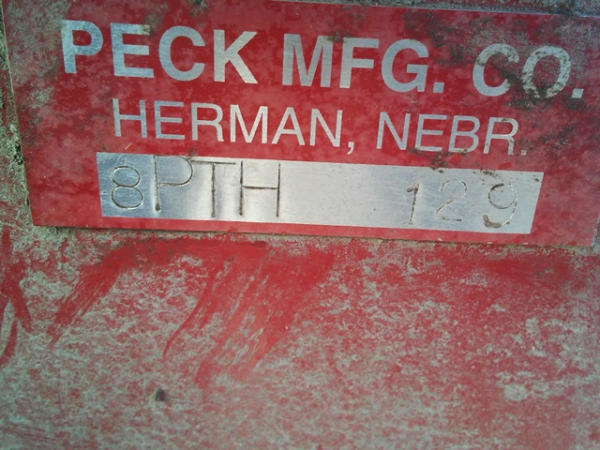 PECK MFG. CO.
HERMAN, NEBR.
8PTH 129